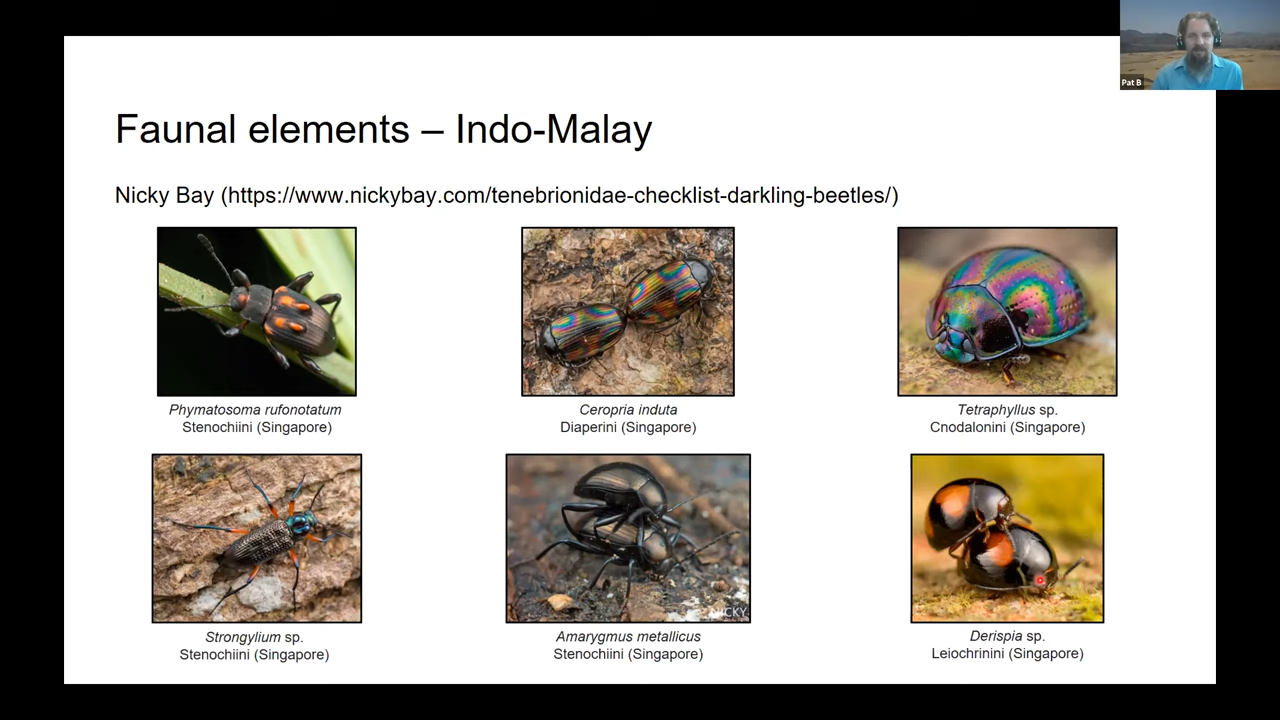 Pat B
Faunal elements – Indo-Malay
Nicky Bay (https://www.nickybay.com/tenebrionidae-checklist-darkling-beetles/)
Phymatosoma rufonotatum
Stenochiini (Singapore)
Ceropria induta
Diaperini (Singapore)
Tetraphyllus sp.
Cnodalonini (Singapore)
NICKY
Strongylium sp.
Stenochiini (Singapore)
Amarygmus metallicus
Stenochiini (Singapore)
Derispia sp.
Leiochrinini (Singapore)